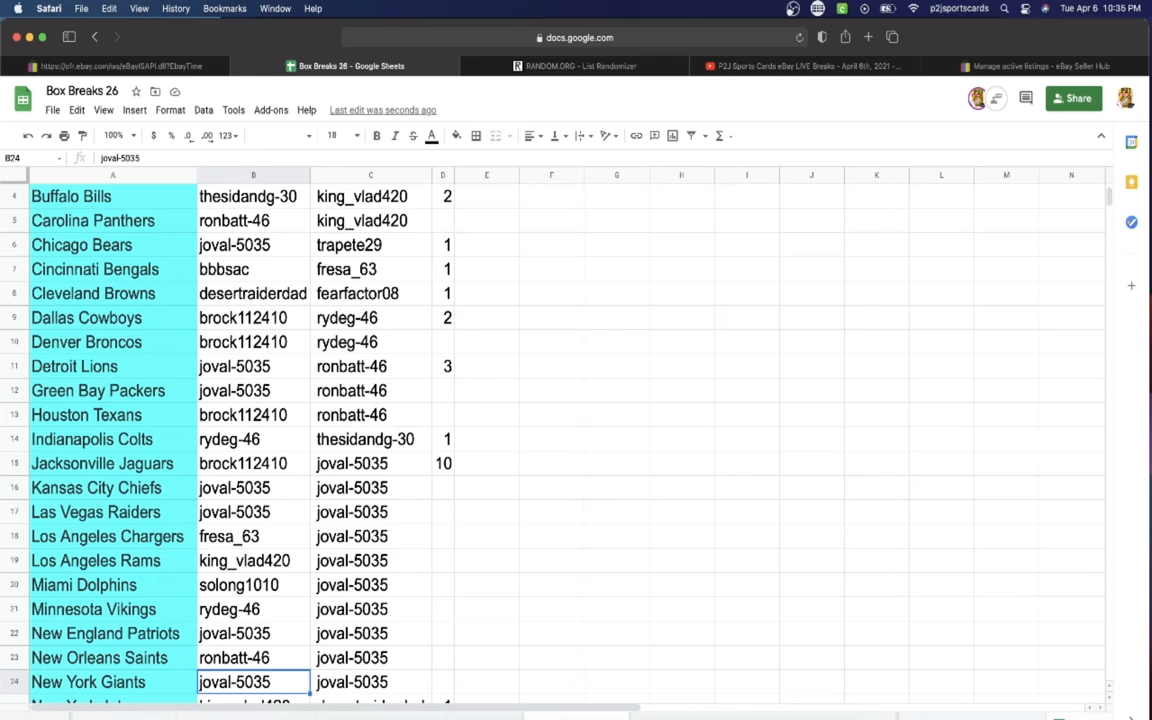 Safari File Edit View History Bookmarks Window Help Tue Apr 6 10:35 PM
p2jsportscards
docs.google.com
https://ofr.ebay.com/ws/eBayISAPI.dll?EbayTime Box Breaks 26 - Google Sheets RANDOM.ORG - List Randomizer P2J Sports Cards eBay LIVE Breaks - April 6th, 2021 -... Manage active listings - eBay Seller Hub
Box Breaks 26
File Edit View Insert Format Data Tools Add-ons Help Last edit was seconds ago
Share
100% $ % .0 .00 123 18 B I S A
B24 fx joval-5035
A B C D E F G H I J K L M N
4 Buffalo Bills thesidandg-30 king_vlad420 2
5 Carolina Panthers ronbatt-46 king_vlad420
6 Chicago Bears joval-5035 trapete29 1
7 Cincinnati Bengals bbbsac fresa_63 1
8 Cleveland Browns desertraiderdad fearfactor08 1
9 Dallas Cowboys brock112410 rydeg-46 2
10 Denver Broncos brock112410 rydeg-46
11 Detroit Lions joval-5035 ronbatt-46 3
12 Green Bay Packers joval-5035 ronbatt-46
13 Houston Texans brock112410 ronbatt-46
14 Indianapolis Colts rydeg-46 thesidandg-30 1
15 Jacksonville Jaguars brock112410 joval-5035 10
16 Kansas City Chiefs joval-5035 joval-5035
17 Las Vegas Raiders joval-5035 joval-5035
18 Los Angeles Chargers fresa_63 joval-5035
19 Los Angeles Rams king_vlad420 joval-5035
20 Miami Dolphins solong1010 joval-5035
21 Minnesota Vikings rydeg-46 joval-5035
22 New England Patriots joval-5035 joval-5035
23 New Orleans Saints ronbatt-46 joval-5035
24 New York Giants joval-5035 joval-5035